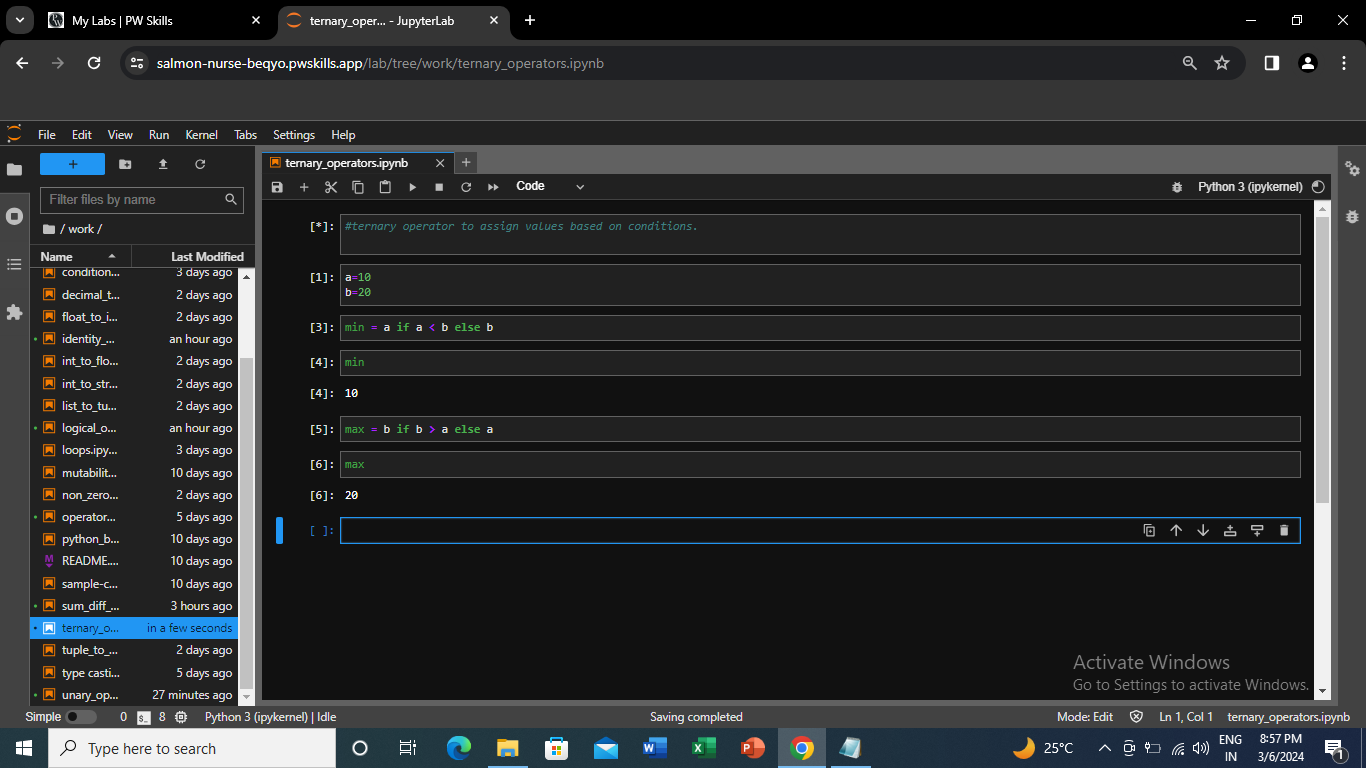 My Labs | PW Skills
ternary_oper... - JupyterLab
salmon-nurse-beqyo.pwskills.app/lab/tree/work/ternary_operators.ipynb
File Edit View Run Kernel Tabs Settings Help
Filter files by name
/ work /
Name Last Modified
condition... 3 days ago
decimal_t... 2 days ago
float_to_i... 2 days ago
identity_... an hour ago
int_to_flo... 2 days ago
int_to_str... 2 days ago
list_to_tu... 2 days ago
logical_o... an hour ago
loops.ipy... 3 days ago
mutabilit... 10 days ago
non_zero... 2 days ago
operator... 5 days ago
python_b... 10 days ago
README.... 10 days ago
sample-c... 10 days ago
sum_diff_... 3 hours ago
ternary_o... in a few seconds
tuple_to_... 2 days ago
type casti... 5 days ago
unary_op... 27 minutes ago
ternary_operators.ipynb
Code
Python 3 (ipykernel)
[*]: #ternary operator to assign values based on conditions.
[1]: a=10
b=20
[3]: min = a if a < b else b
[4]: min
[4]: 10
[5]: max = b if b > a else a
[6]: max
[6]: 20
[ ]:
Activate Windows
Go to Settings to activate Windows.
Simple 0 $_ 8 Python 3 (ipykernel) | Idle Saving completed Mode: Edit Ln 1, Col 1 ternary_operators.ipynb
Type here to search
25°C
ENG
IN
8:57 PM
3/6/2024
1